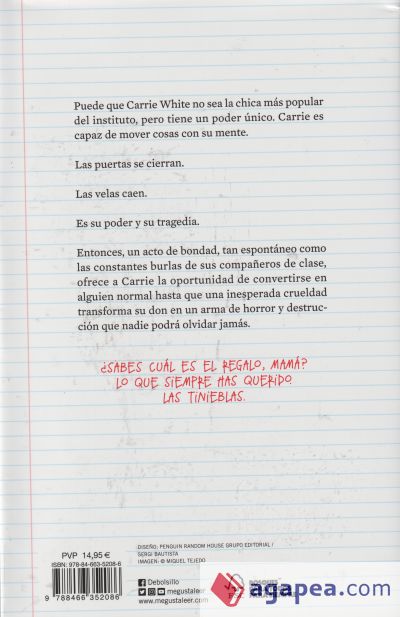 Puede que Carrie White no sea la chica más popular
del instituto, pero tiene un poder único. Carrie es
capaz de mover cosas con su mente.
Las puertas se cierran.
Las velas caen.
Es su poder y su tragedia.
Entonces, un acto de bondad, tan espontáneo como
las constantes burlas de sus compañeros de clase,
ofrece a Carrie la oportunidad de convertirse en
alguien normal hasta que una inesperada crueldad
transforma su don en un arma de horror y destruc-
ción que nadie podrá olvidar jamás.
¿SABES CUÁL ES EL REGALO, MAMÁ?
LO QUE SIEMPRE HAS QUERIDO.
LAS TINIEBLAS.
DISEÑO: PENGUIN RANDOM HOUSE GRUPO EDITORIAL /
SERGI BAUTISTA
IMAGEN: © MIQUEL TEJEDO
PVP 14,95 €
ISBN: 978-84-663-5208-6
9 788466 352086
Debolsillo
@megustaleer
www.megustaleer.com
BOSQUES
agapea.com